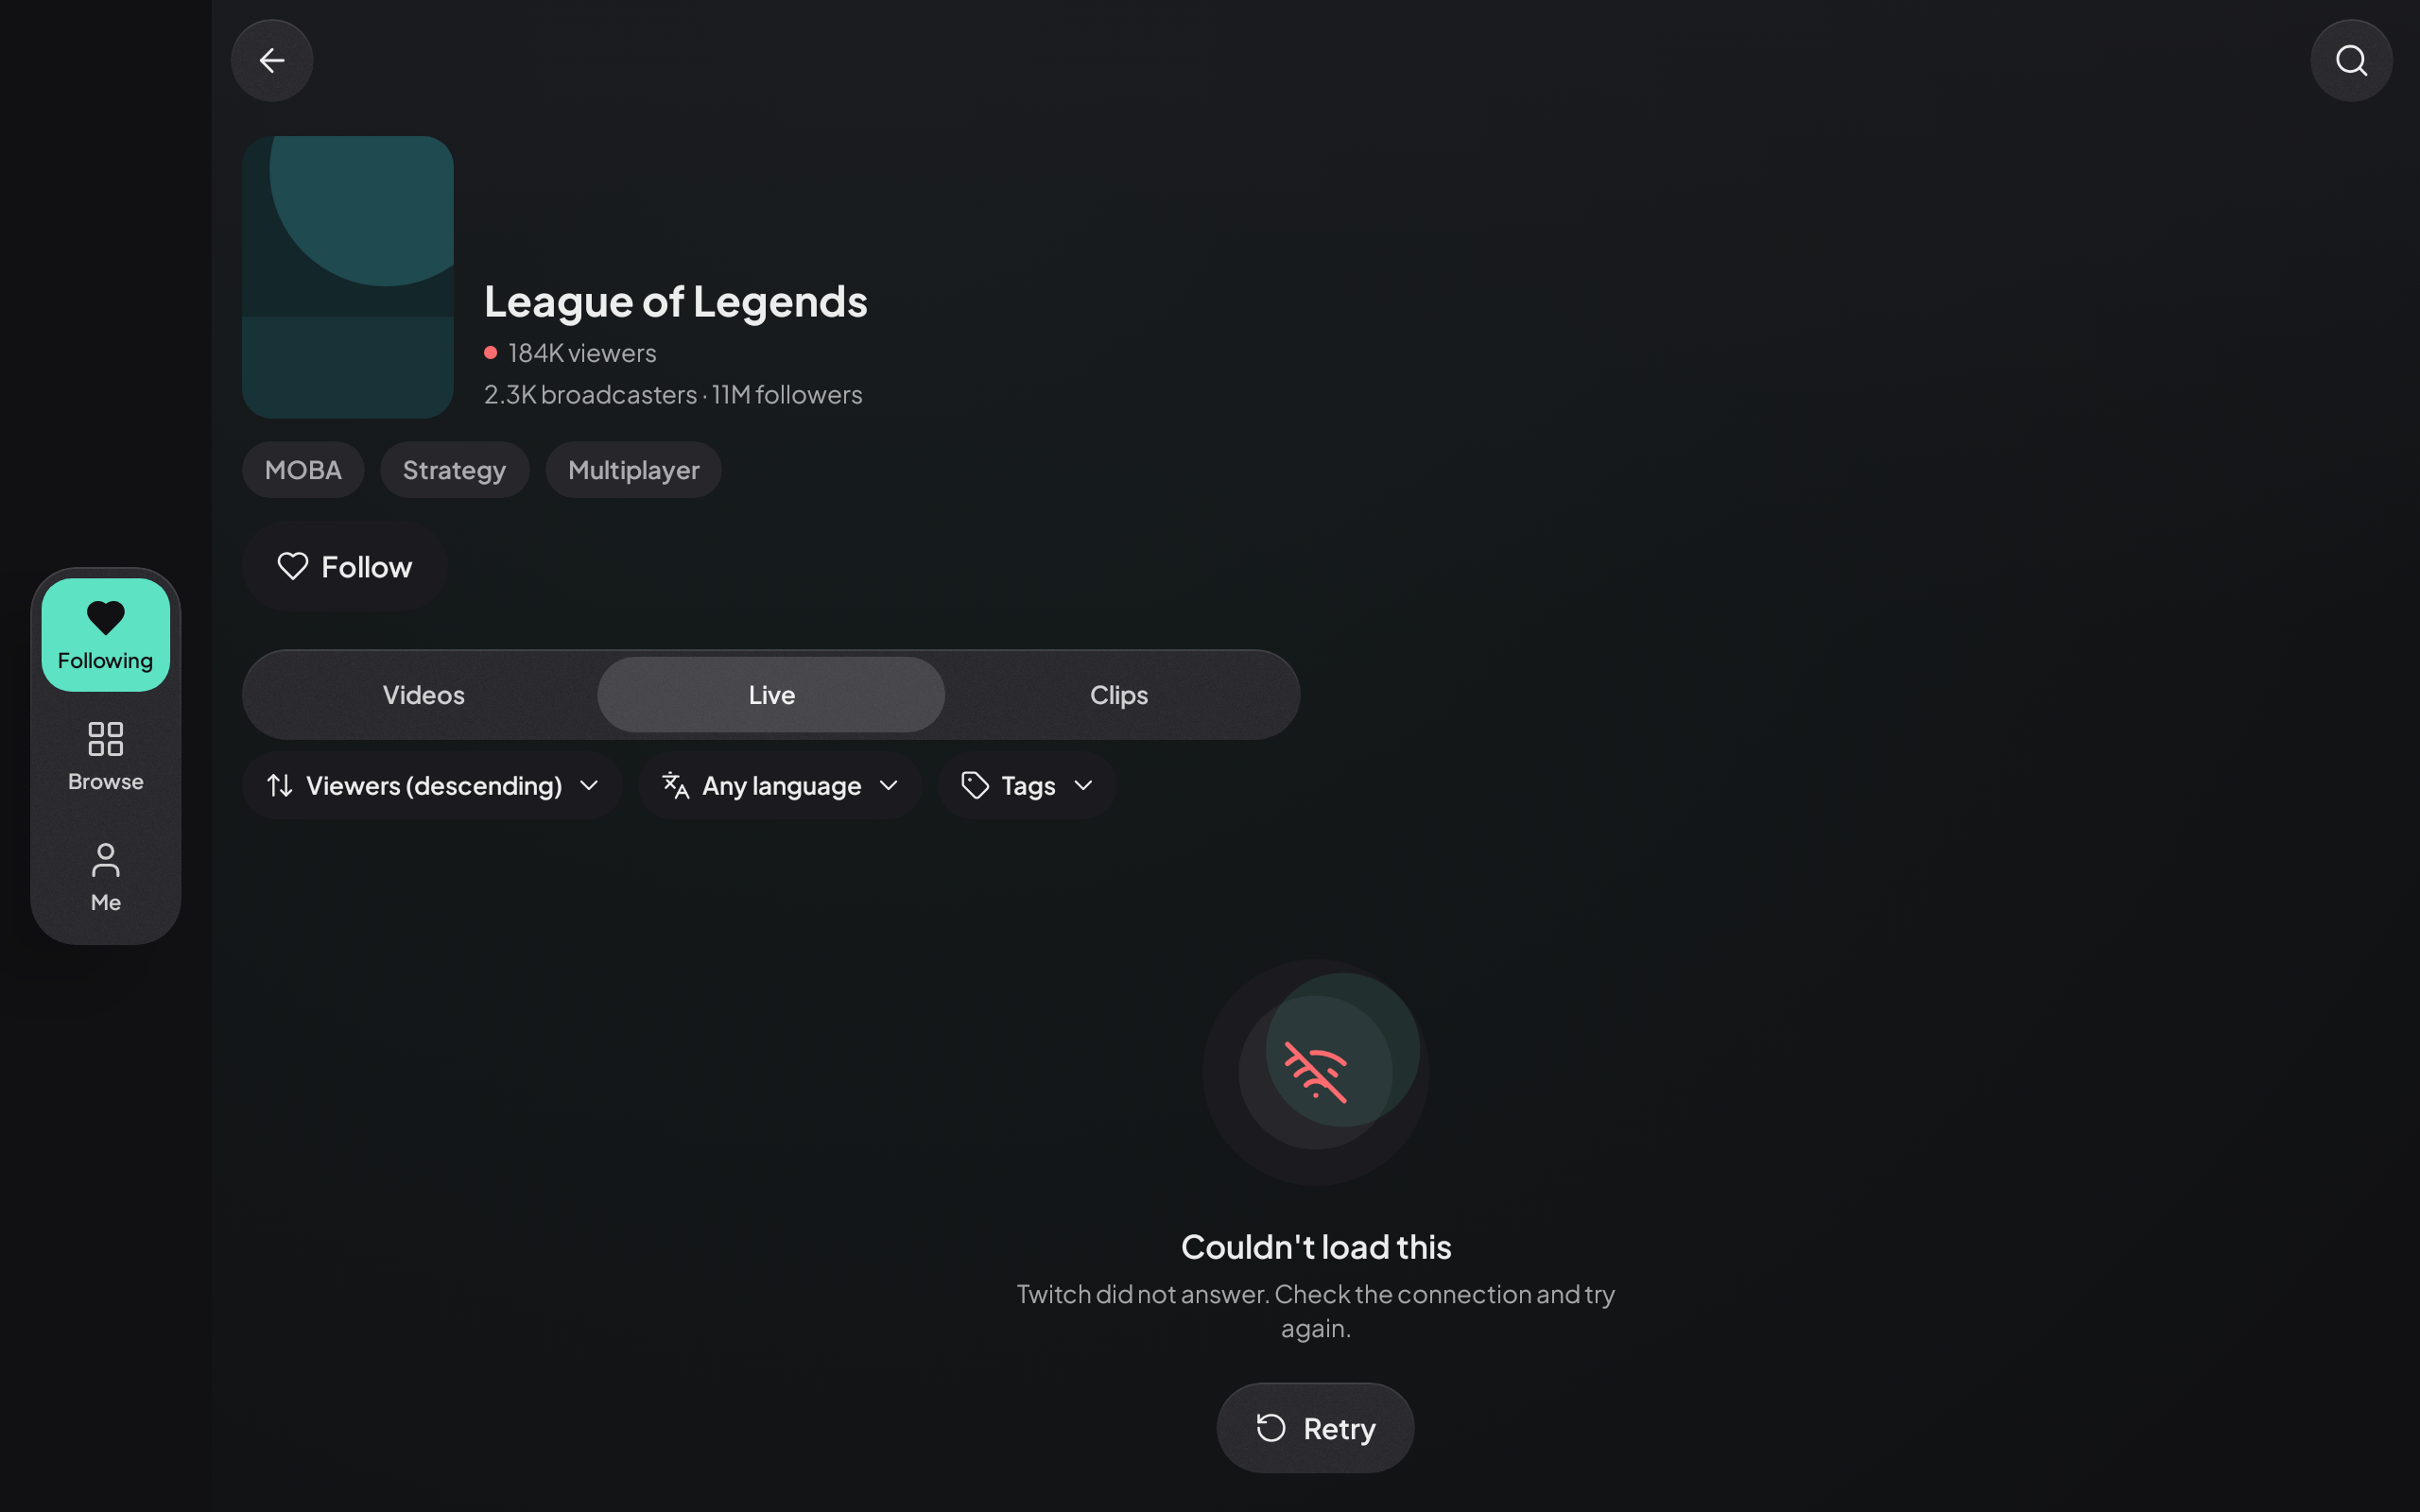 League of Legends
184K viewers
2.3K broadcasters · 11M followers
MOBA
Strategy
Multiplayer
Follow
Following
Browse
Me
Videos
Live
Clips
Viewers (descending)
Any language
Tags
Couldn't load this
Twitch did not answer. Check the connection and try
again.
Retry